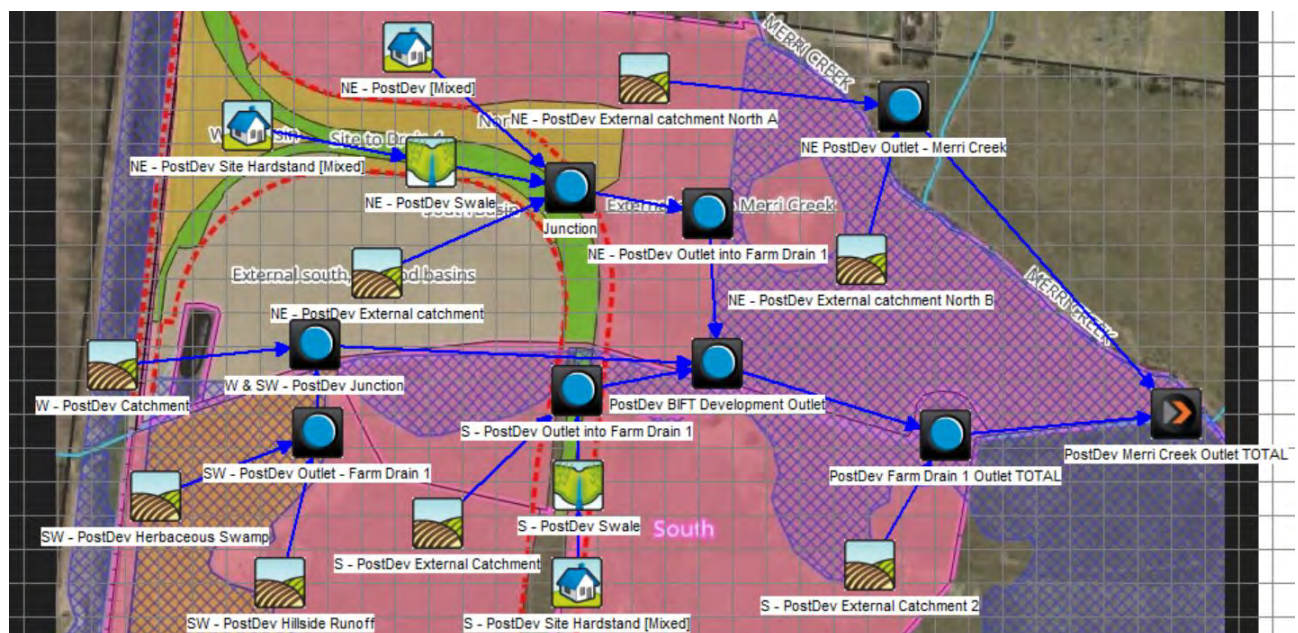 MERRI CREEK
NE - PostDev [Mixed]
NE - PostDev External catchment North A
NE PostDev Outlet - Merri Creek
Site to Drain 1
NE - PostDev Site Hardstand [Mixed]
NE - PostDev Swale
Junction
Merri Creek
NE - PostDev Outlet into Farm Drain 1
External south,
basins
NE - PostDev External catchment North B
MERRI CREEK
NE - PostDev External catchment
W & SW - PostDev Junction
W - PostDev Catchment
PostDev BIFT Development Outlet
S - PostDev Outlet into Farm Drain 1
PostDev Merri Creek Outlet TOTAL
SW - PostDev Outlet - Farm Drain 1
PostDev Farm Drain 1 Outlet TOTAL
S - PostDev Swale
South
SW - PostDev Herbaceous Swamp
S - PostDev External Catchment
S - PostDev External Catchment 2
SW - PostDev Hillside Runoff
S - PostDev Site Hardstand [Mixed]